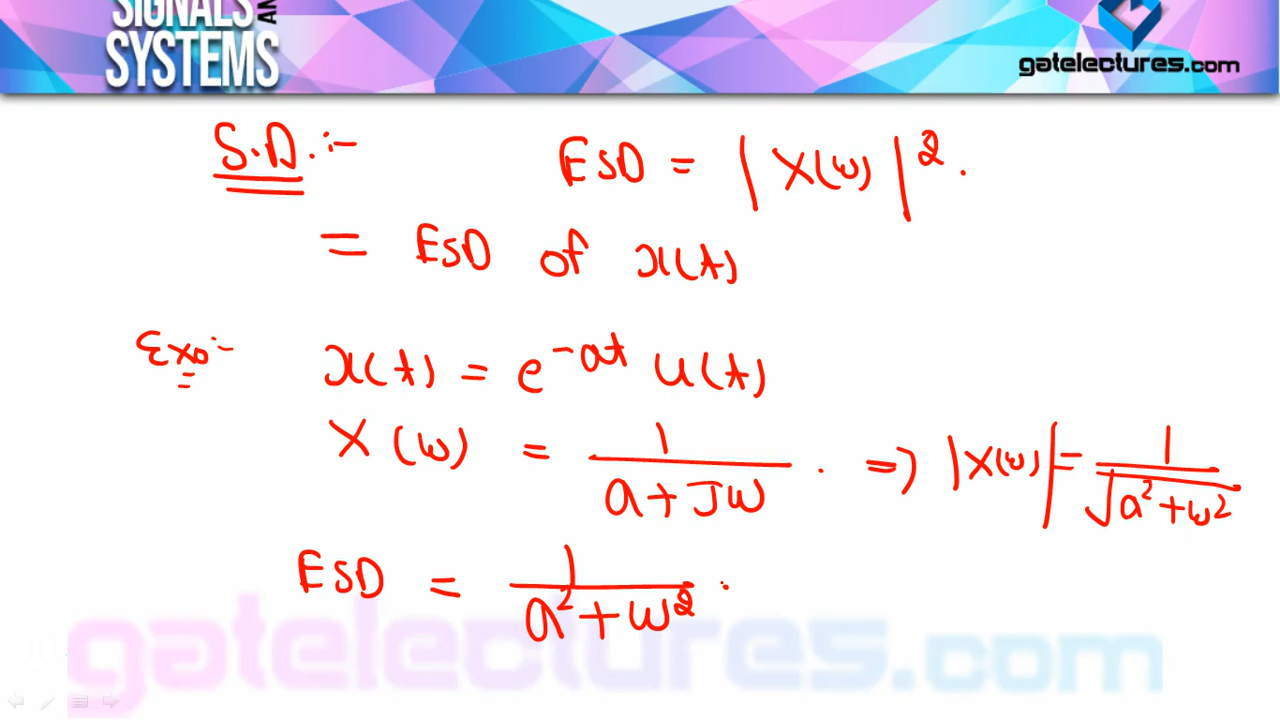 SIGNALS AND
SYSTEMS
gatelectures.com
S.D. :-
ESD = |X(ω)|².
= ESD of x(t)
Exo:-
x(t) = e^-at u(t)
X(ω) = 1/(a+Jω) . => |X(ω)| = 1/√(a²+ω²)
ESD = 1/(a²+ω²) .
gatelectures.com